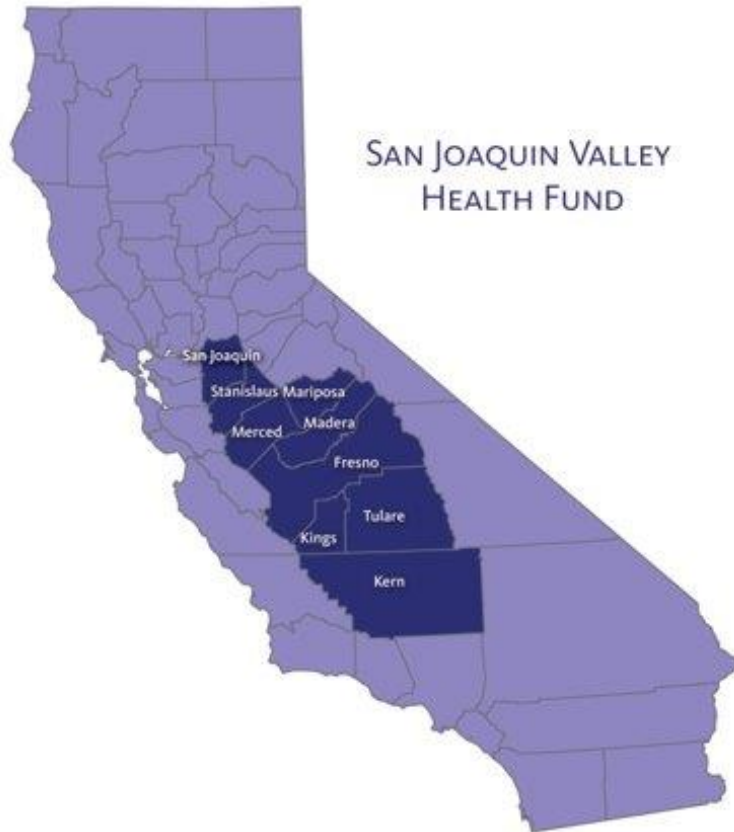 San Joaquin Valley
Health Fund
San Joaquin
Stanislaus Mariposa
Merced Madera
Fresno
Tulare
Kings
Kern